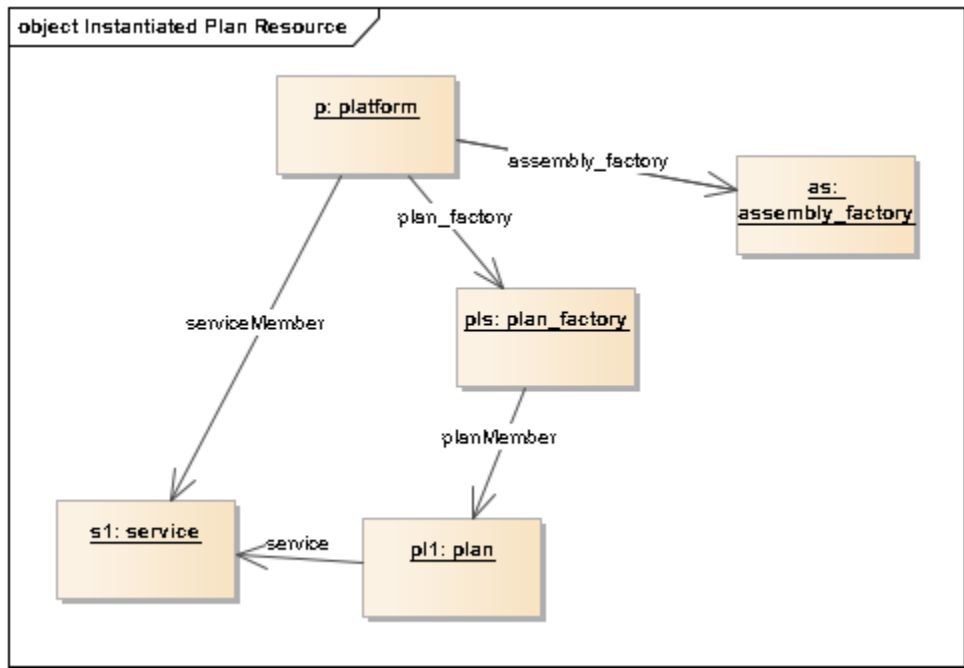 object Instantiated Plan Resource
p: platform
assembly_factory
as:
assembly_factory
plan_factory
pls: plan_factory
serviceMember
planMember
s1: service
service
pl1: plan